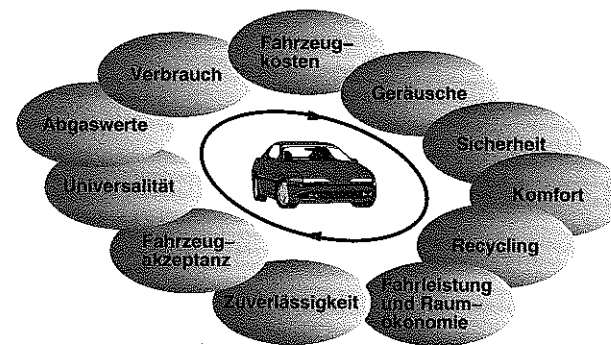 Fahrzeug-
kosten
Verbrauch
Geräusche
Abgaswerte
Sicherheit
Universalität
Komfort
Fahrzeug-
akzeptanz
Recycling
Zuverlässigkeit
Fahrleistung
und Raum-
ökonomie